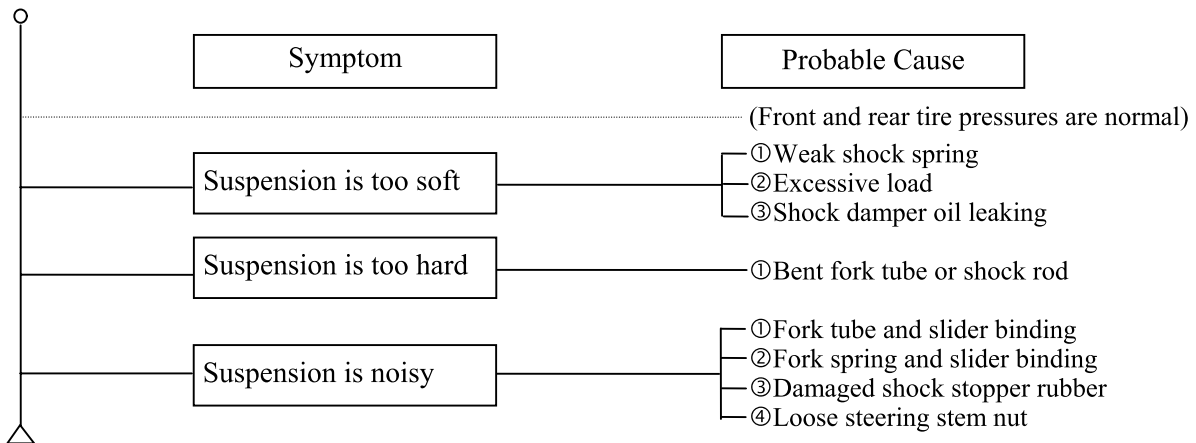 Symptom
Probable Cause
(Front and rear tire pressures are normal)
Suspension is too soft
①Weak shock spring
②Excessive load
③Shock damper oil leaking
Suspension is too hard
①Bent fork tube or shock rod
Suspension is noisy
①Fork tube and slider binding
②Fork spring and slider binding
③Damaged shock stopper rubber
④Loose steering stem nut